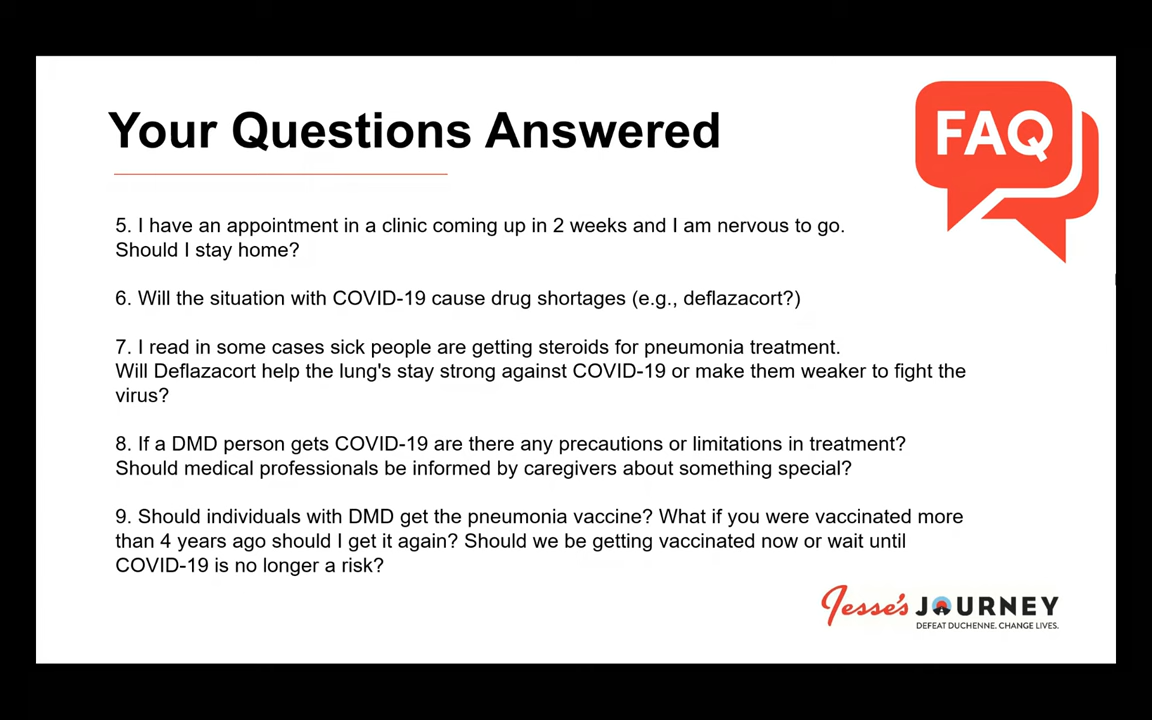 Your Questions Answered
FAQ
5. I have an appointment in a clinic coming up in 2 weeks and I am nervous to go.
Should I stay home?
6. Will the situation with COVID-19 cause drug shortages (e.g., deflazacort?)
7. I read in some cases sick people are getting steroids for pneumonia treatment.
Will Deflazacort help the lung's stay strong against COVID-19 or make them weaker to fight the
virus?
8. If a DMD person gets COVID-19 are there any precautions or limitations in treatment?
Should medical professionals be informed by caregivers about something special?
9. Should individuals with DMD get the pneumonia vaccine? What if you were vaccinated more
than 4 years ago should I get it again? Should we be getting vaccinated now or wait until
COVID-19 is no longer a risk?
Jesse's JOURNEY
DEFEAT DUCHENNE. CHANGE LIVES.